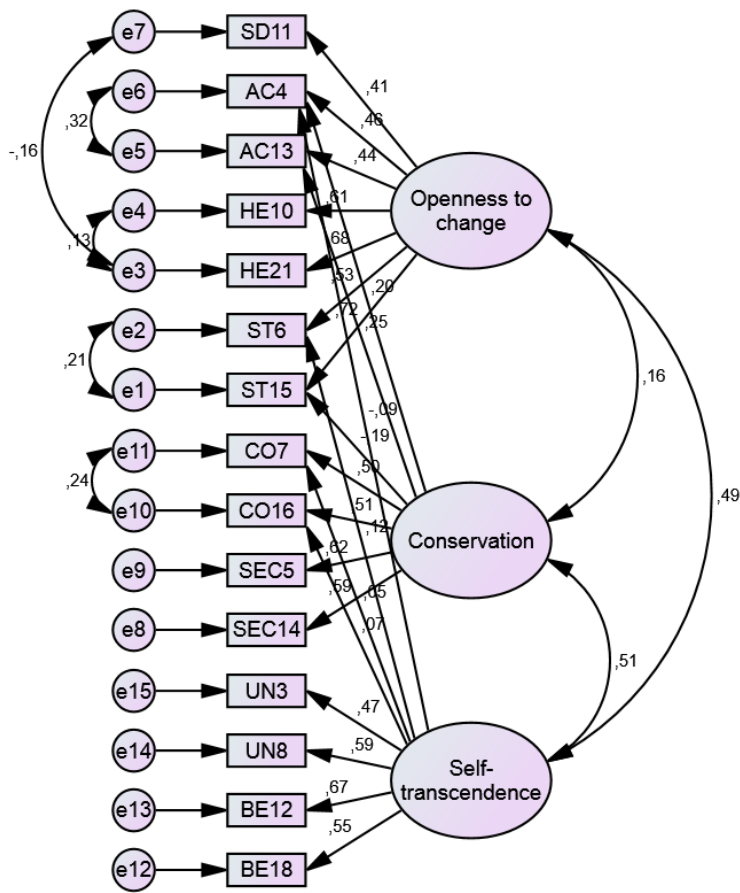 e7
SD11
,41
e6
AC4
,46
,32
e5
AC13
,44
-,16
e4
HE10
,61
Openness to
change
,13
e3
HE21
,68
,53
,20
,72
,25
e2
ST6
,21
e1
ST15
,16
-,09
-,19
e11
CO7
,50
,24
e10
CO16
,51
,12
,49
Conservation
,62
e9
SEC5
,59
,05
e8
SEC14
,07
,51
e15
UN3
,47
e14
UN8
,59
Self-
transcendence
,67
e13
BE12
,55
e12
BE18